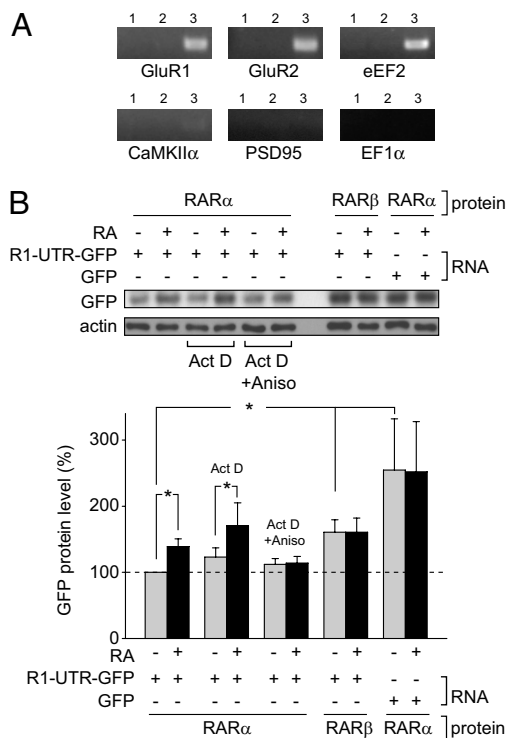 A
1 2 3 1 2 3 1 2 3
GluR1 GluR2 eEF2
1 2 3 1 2 3 1 2 3
CaMKIIα PSD95 EF1α
B
RARα RARβ RARα protein
RA - + - + - + - + - +
R1-UTR-GFP + + + + + + + + - -
GFP - - - - - - - - + +
RNA
GFP
actin
Act D Act D
+Aniso
*
300
200
100
0
GFP protein level (%)
*
Act D
*
Act D
+Aniso
RA - + - + - + - + - +
R1-UTR-GFP + + + + + + + + - -
GFP - - - - - - - - + +
RNA
RARα RARβ RARα protein